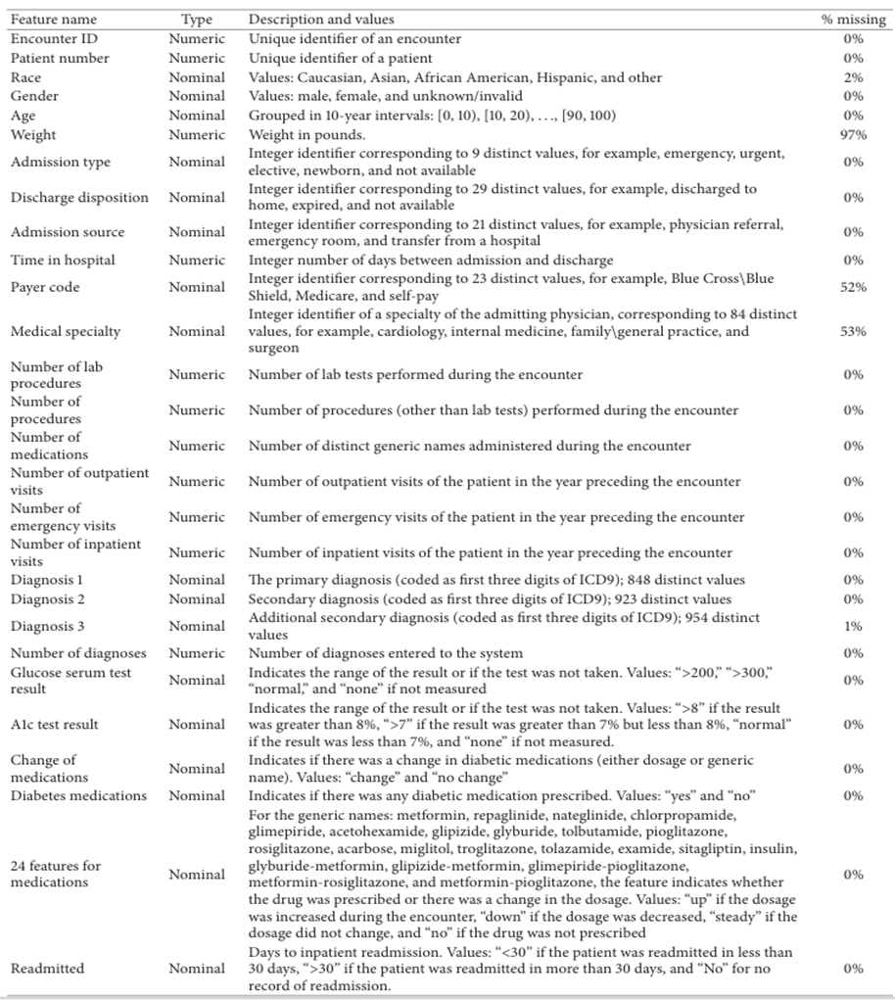 Feature name Type Description and values % missing
Encounter ID Numeric Unique identifier of an encounter 0%
Patient number Numeric Unique identifier of a patient 0%
Race Nominal Values: Caucasian, Asian, African American, Hispanic, and other 2%
Gender Nominal Values: male, female, and unknown/invalid 0%
Age Nominal Grouped in 10-year intervals: [0, 10), [10, 20), . . ., [90, 100) 0%
Weight Numeric Weight in pounds. 97%
Admission type Nominal Integer identifier corresponding to 9 distinct values, for example, emergency, urgent,
elective, newborn, and not available 0%
Discharge disposition Nominal Integer identifier corresponding to 29 distinct values, for example, discharged to
home, expired, and not available 0%
Admission source Nominal Integer identifier corresponding to 21 distinct values, for example, physician referral,
emergency room, and transfer from a hospital 0%
Time in hospital Numeric Integer number of days between admission and discharge 0%
Payer code Nominal Integer identifier corresponding to 23 distinct values, for example, Blue Cross\Blue
Shield, Medicare, and self-pay 52%
Integer identifier of a specialty of the admitting physician, corresponding to 84 distinct
Medical specialty Nominal values, for example, cardiology, internal medicine, family\general practice, and 53%
surgeon
Number of lab
procedures Numeric Number of lab tests performed during the encounter 0%
Number of
procedures Numeric Number of procedures (other than lab tests) performed during the encounter 0%
Number of
medications Numeric Number of distinct generic names administered during the encounter 0%
Number of outpatient
visits Numeric Number of outpatient visits of the patient in the year preceding the encounter 0%
Number of
emergency visits Numeric Number of emergency visits of the patient in the year preceding the encounter 0%
Number of inpatient
visits Numeric Number of inpatient visits of the patient in the year preceding the encounter 0%
Diagnosis 1 Nominal The primary diagnosis (coded as first three digits of ICD9); 848 distinct values 0%
Diagnosis 2 Nominal Secondary diagnosis (coded as first three digits of ICD9); 923 distinct values 0%
Diagnosis 3 Nominal Additional secondary diagnosis (coded as first three digits of ICD9); 954 distinct
values 1%
Number of diagnoses Numeric Number of diagnoses entered to the system 0%
Glucose serum test
result Nominal Indicates the range of the result or if the test was not taken. Values: “>200,” “>300,”
“normal,” and “none” if not measured 0%
Indicates the range of the result or if the test was not taken. Values: “>8” if the result
A1c test result Nominal was greater than 8%, “>7” if the result was greater than 7% but less than 8%, “normal” 0%
if the result was less than 7%, and “none” if not measured.
Change of
medications Nominal Indicates if there was a change in diabetic medications (either dosage or generic
name). Values: “change” and “no change” 0%
Diabetes medications Nominal Indicates if there was any diabetic medication prescribed. Values: “yes” and “no” 0%
For the generic names: metformin, repaglinide, nateglinide, chlorpropamide,
glimepiride, acetohexamide, glipizide, glyburide, tolbutamide, pioglitazone,
rosiglitazone, acarbose, miglitol, troglitazone, tolazamide, examide, sitagliptin, insulin,
24 features for
medications Nominal glyburide-metformin, glipizide-metformin, glimepiride-pioglitazone, 0%
metformin-rosiglitazone, and metformin-pioglitazone, the feature indicates whether
the drug was prescribed or there was a change in the dosage. Values: “up” if the dosage
was increased during the encounter, “down” if the dosage was decreased, “steady” if the
dosage did not change, and “no” if the drug was not prescribed
Days to inpatient readmission. Values: “<30” if the patient was readmitted in less than
Readmitted Nominal 30 days, “>30” if the patient was readmitted in more than 30 days, and “No” for no 0%
record of readmission.